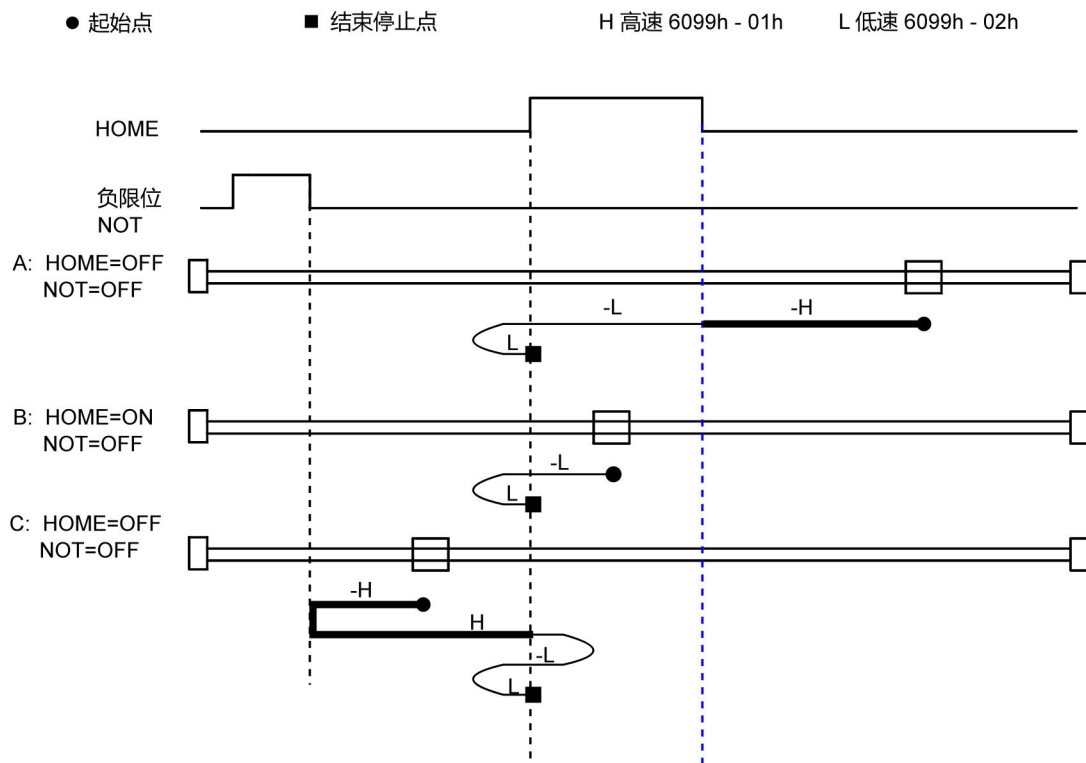 ● 起始点 ■ 结束停止点 H 高速 6099h - 01h L 低速 6099h - 02h
HOME
负限位
NOT
A: HOME=OFF
NOT=OFF
-L -H
L
B: HOME=ON
NOT=OFF
-L
L
C: HOME=OFF
NOT=OFF
-H
H
-L
L